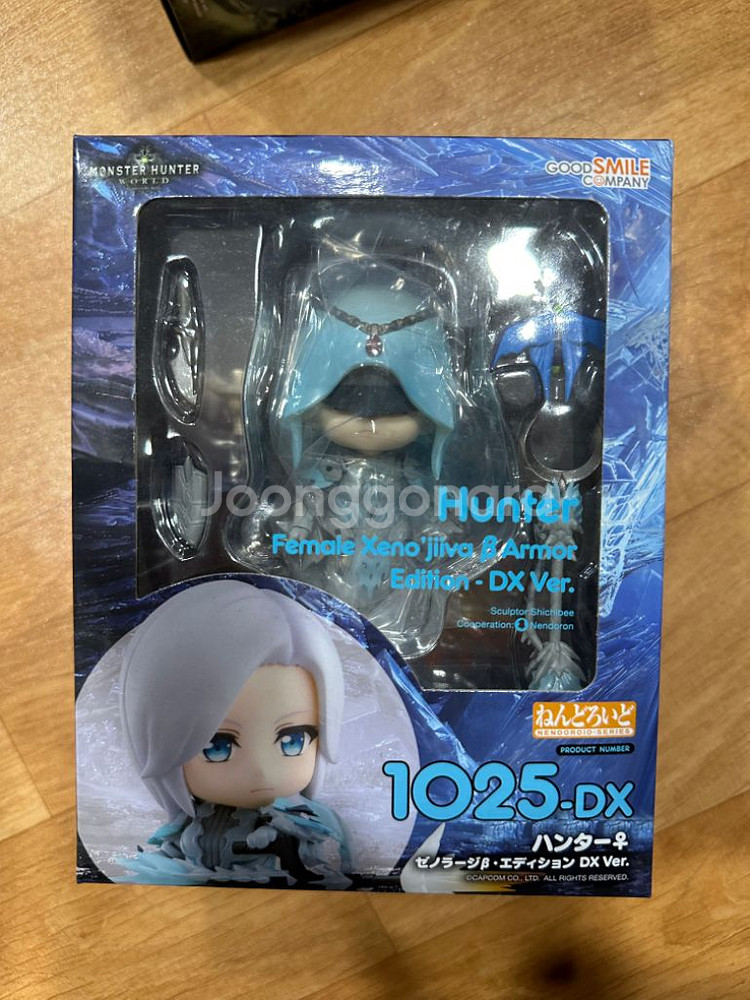 MONSTER HUNTER
WORLD
GOODSMILE
COMPANY
Joonggonara
Hunter
Female Xeno'jiiva β Armor
Edition - DX Ver.
Sculptor:Shichibee
Cooperation: Nendoron
ねんどろいど
NENDOROID-SERIES
PRODUCT NUMBER
1025-DX
ハンター♀
ゼノラージβ・エディション DX Ver.
©CAPCOM CO., LTD. ALL RIGHTS RESERVED.